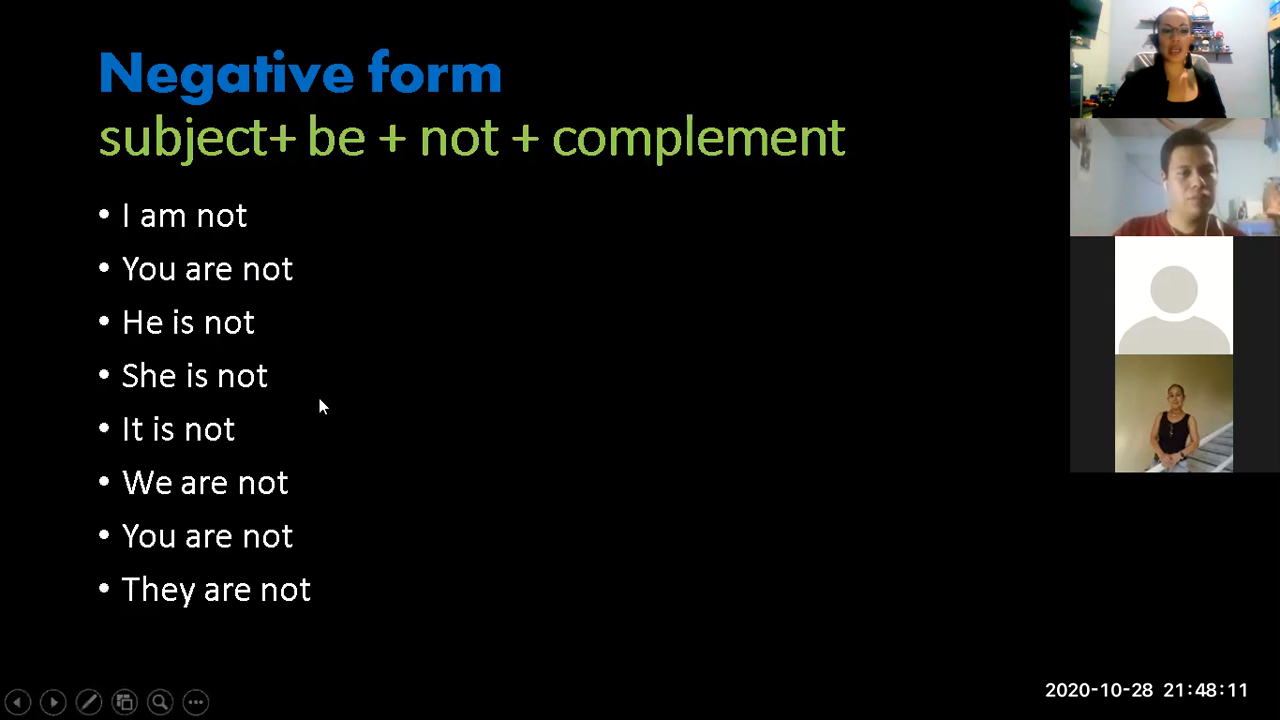 Negative form
subject+ be + not + complement
• I am not
• You are not
• He is not
• She is not
• It is not
• We are not
• You are not
• They are not
2020-10-28 21:48:11